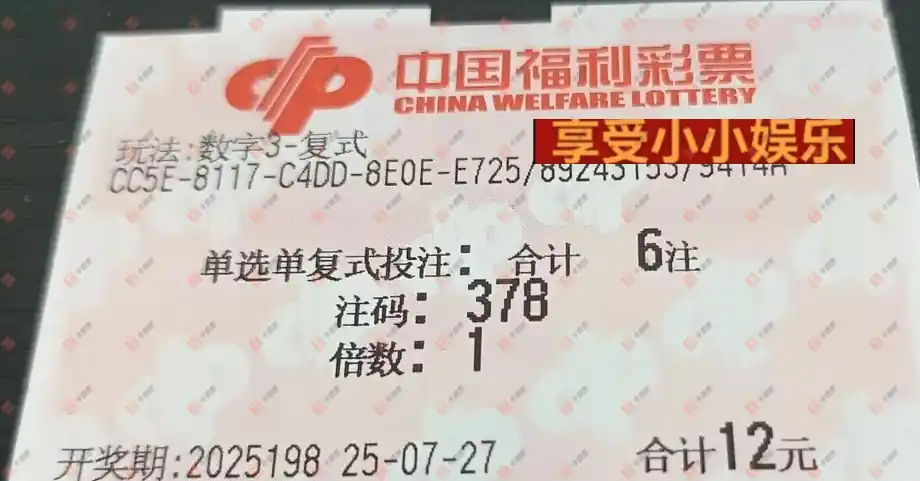 中国福利彩票
CHINA WELFARE LOTTERY
享受小小娱乐
玩法:数字3-复式
CC5E-8117-C4DD-8E0E-E725/89243153/5414A
单选单复式投注: 合计 6注
注码: 378
倍数: 1
开奖期:2025198 25-07-27 合计12元